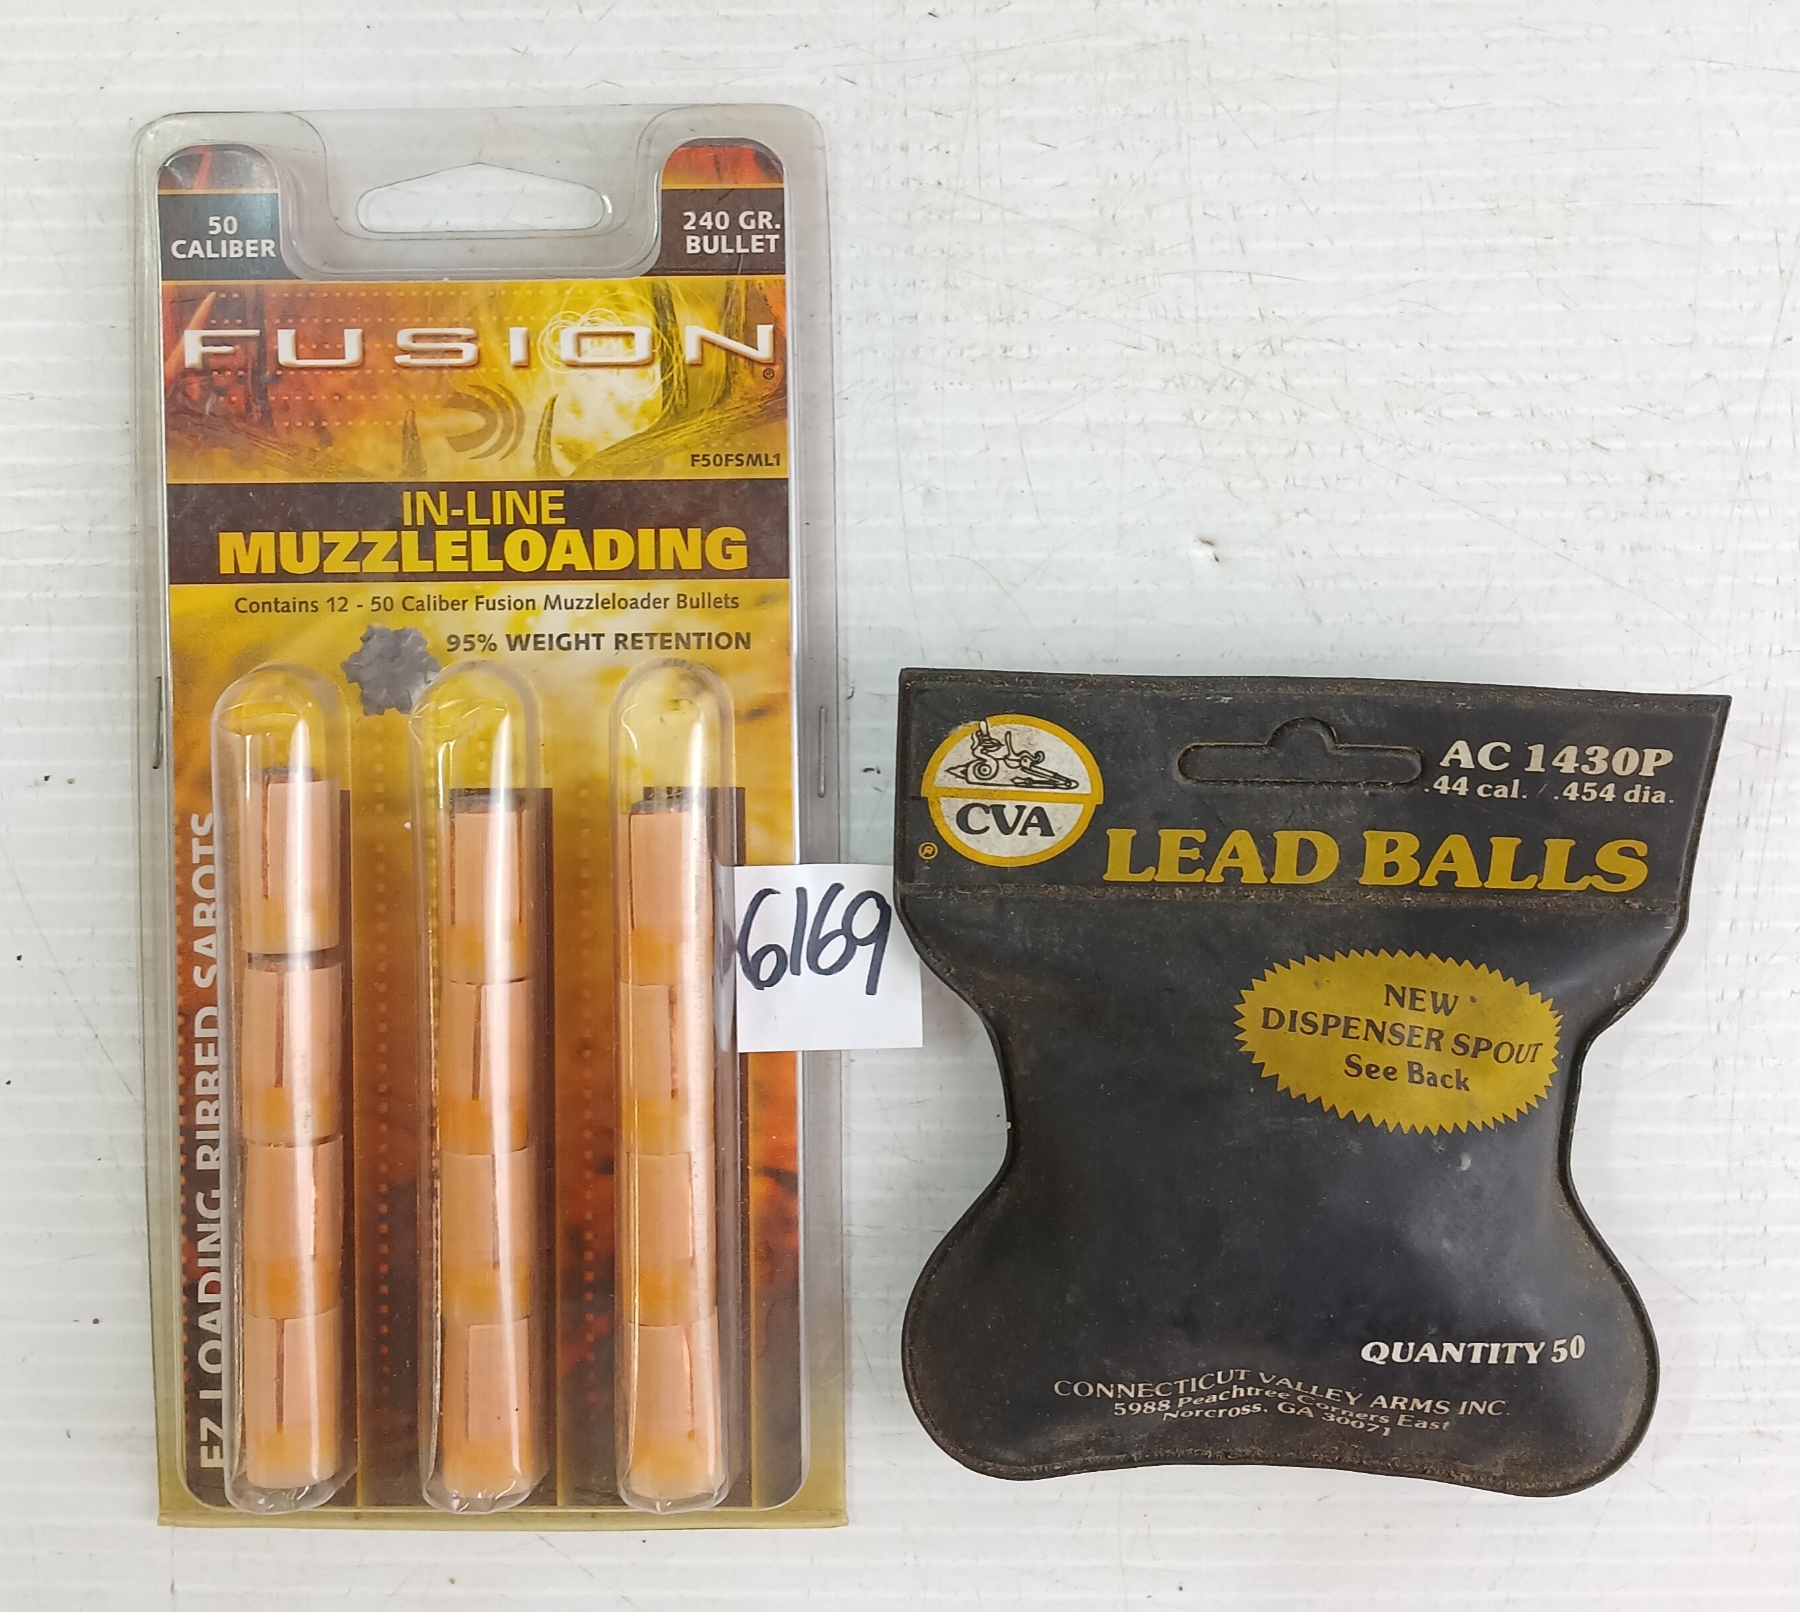 50
CALIBER
240 GR.
BULLET
FUSION®
F50FSML1
IN-LINE
MUZZLELOADING
Contains 12 - 50 Caliber Fusion Muzzleloader Bullets
95% WEIGHT RETENTION
EZ LOADING RIBBED SABOTS
6169
CVA
®
AC 1430P
.44 cal. / .454 dia.
LEAD BALLS
NEW
DISPENSER SPOUT
See Back
QUANTITY 50
CONNECTICUT VALLEY ARMS INC.
5988 Peachtree Corners East
Norcross, GA 30071